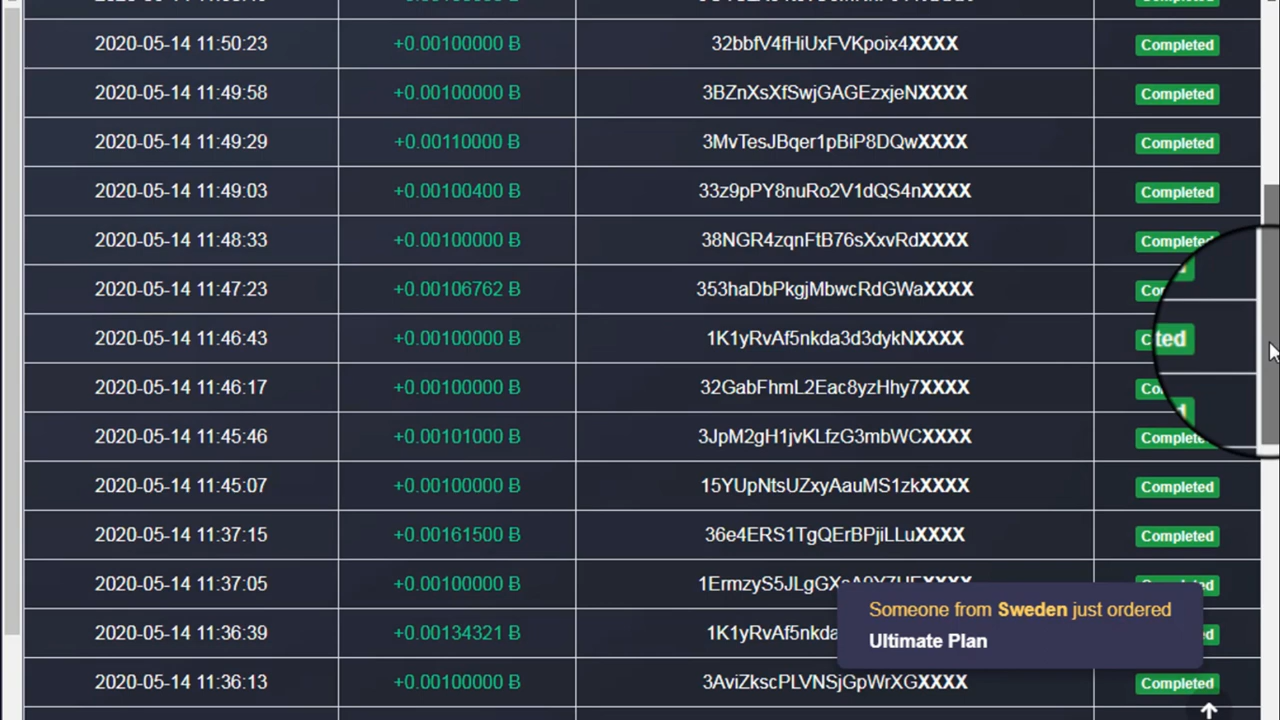 2020-05-14 11:50:23 +0.00100000 Ƀ 32bbfV4fHiUxFVKpoix4XXXX Completed
2020-05-14 11:49:58 +0.00100000 Ƀ 3BZnXsXfSwjGAGEzxjeNXXXX Completed
2020-05-14 11:49:29 +0.00110000 Ƀ 3MvTesJBqer1pBiP8DQwXXXX Completed
2020-05-14 11:49:03 +0.00100400 Ƀ 33z9pPY8nuRo2V1dQS4nXXXX Completed
2020-05-14 11:48:33 +0.00100000 Ƀ 38NGR4zqnFtB76sXxvRdXXXX Completed
2020-05-14 11:47:23 +0.00106762 Ƀ 353haDbPkgjMbwcRdGWaXXXX
2020-05-14 11:46:43 +0.00100000 Ƀ 1K1yRvAf5nkda3d3dykNXXXX
2020-05-14 11:46:17 +0.00100000 Ƀ 32GabFhmL2Eac8yzHhy7XXXX
2020-05-14 11:45:46 +0.00101000 Ƀ 3JpM2gH1jvKLfzG3mbWCXXXX Complete
2020-05-14 11:45:07 +0.00100000 Ƀ 15YUpNtsUZxyAauMS1zkXXXX Completed
2020-05-14 11:37:15 +0.00161500 Ƀ 36e4ERS1TgQErBPjiLLuXXXX Completed
2020-05-14 11:37:05 +0.00100000 Ƀ
Someone from Sweden just ordered
Ultimate Plan
2020-05-14 11:36:39 +0.00134321 Ƀ 1K1yRvAf5nkda
2020-05-14 11:36:13 +0.00100000 Ƀ 3AviZkscPLVNSjGpWrXGXXXX Completed